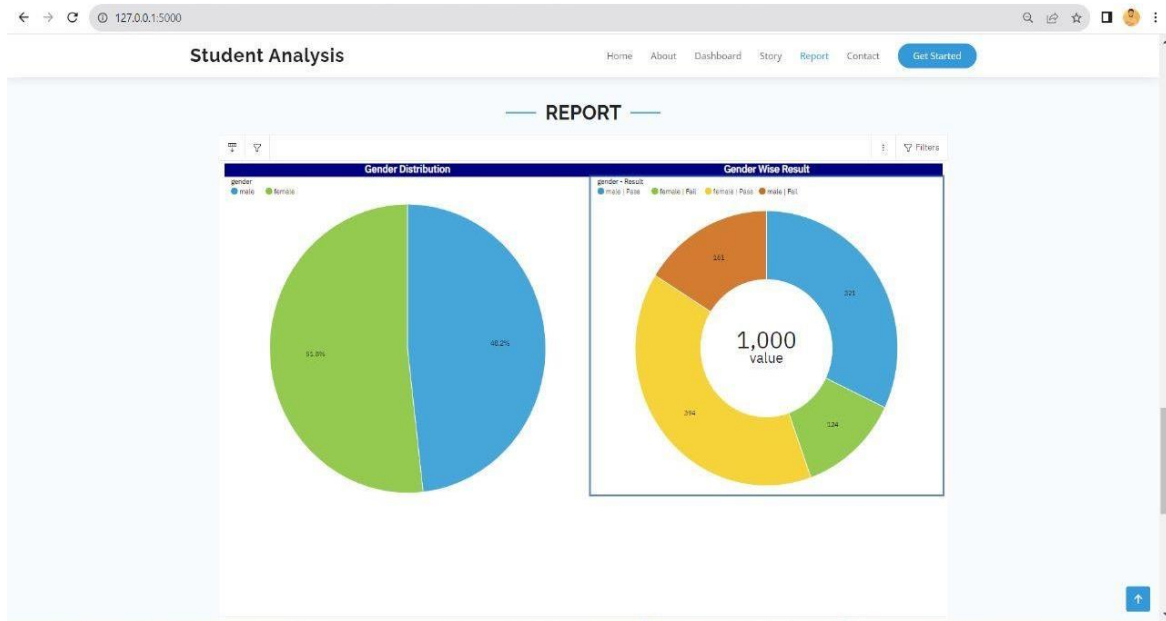 127.0.0.1:5000
Student Analysis
Home About Dashboard Story Report Contact Get Started
REPORT
Filters
Gender Distribution
gender
male female
51.8%
48.2%
Gender Wise Result
gender - Result
male | Pass female | Fail female | Pass male | Fail
161
321
1,000
value
394
124